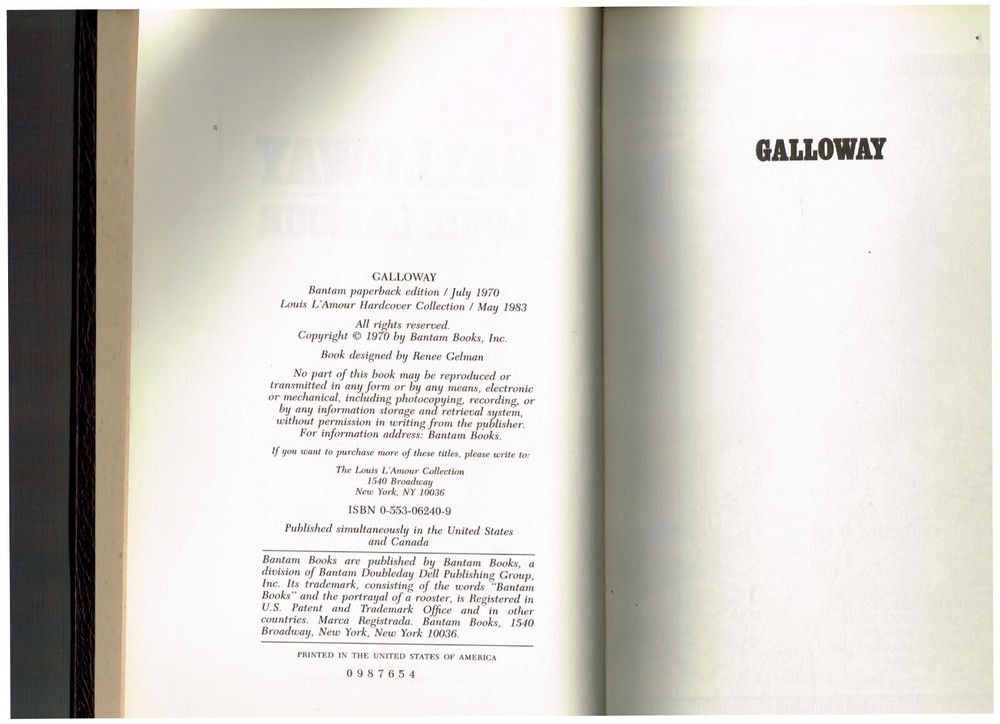 GALLOWAY
Bantam paperback edition / July 1970
Louis L'Amour Hardcover Collection / May 1983
All rights reserved.
Copyright © 1970 by Bantam Books, Inc.
Book designed by Renee Gelman
No part of this book may be reproduced or
transmitted in any form or by any means, electronic
or mechanical, including photocopying, recording, or
by any information storage and retrieval system,
without permission in writing from the publisher.
For information address: Bantam Books.
If you want to purchase more of these titles, please write to:
The Louis L'Amour Collection
1540 Broadway
New York, NY 10036
ISBN 0-553-06240-9
Published simultaneously in the United States
and Canada
Bantam Books are published by Bantam Books, a
division of Bantam Doubleday Dell Publishing Group,
Inc. Its trademark, consisting of the words "Bantam
Books" and the portrayal of a rooster, is Registered in
U.S. Patent and Trademark Office and in other
countries. Marca Registrada. Bantam Books, 1540
Broadway, New York, New York 10036.
PRINTED IN THE UNITED STATES OF AMERICA
0 9 8 7 6 5 4
GALLOWAY